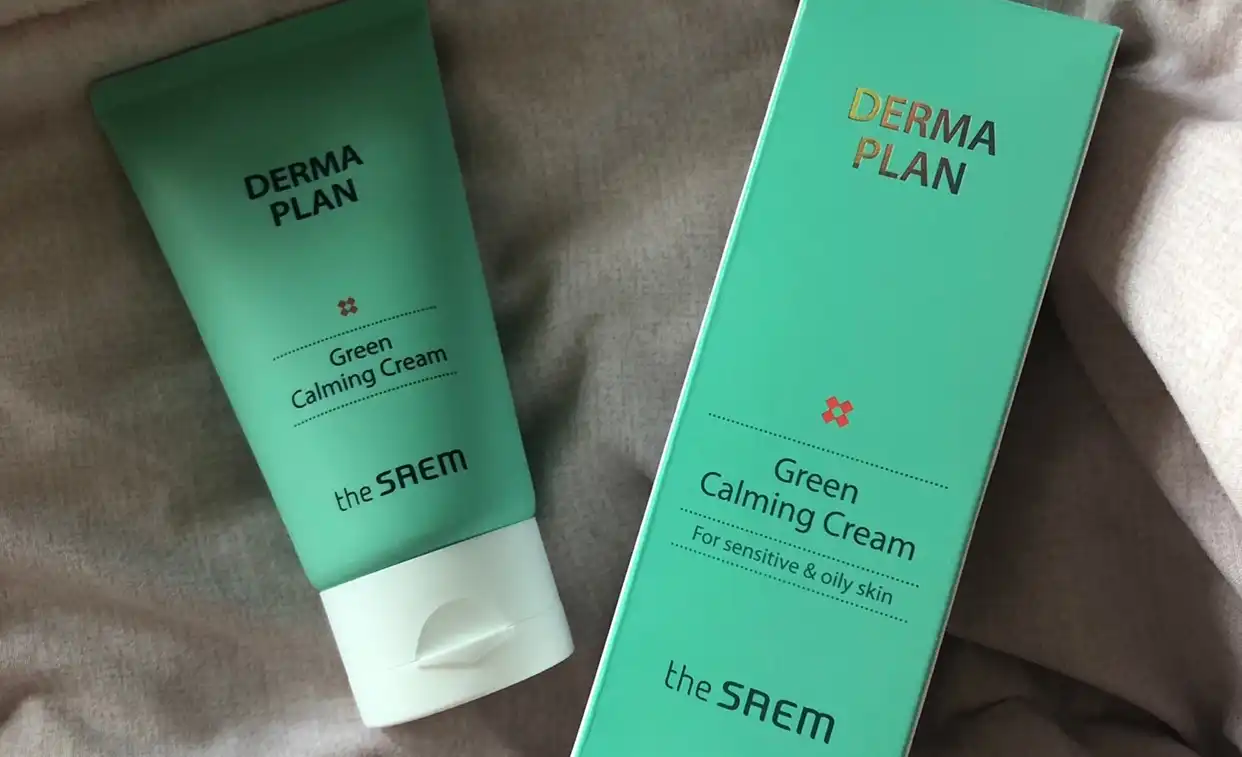 DERMA
PLAN
Green
Calming Cream
the SAEM
DERMA
PLAN
Green
Calming Cream
For sensitive & oily skin
the SAEM